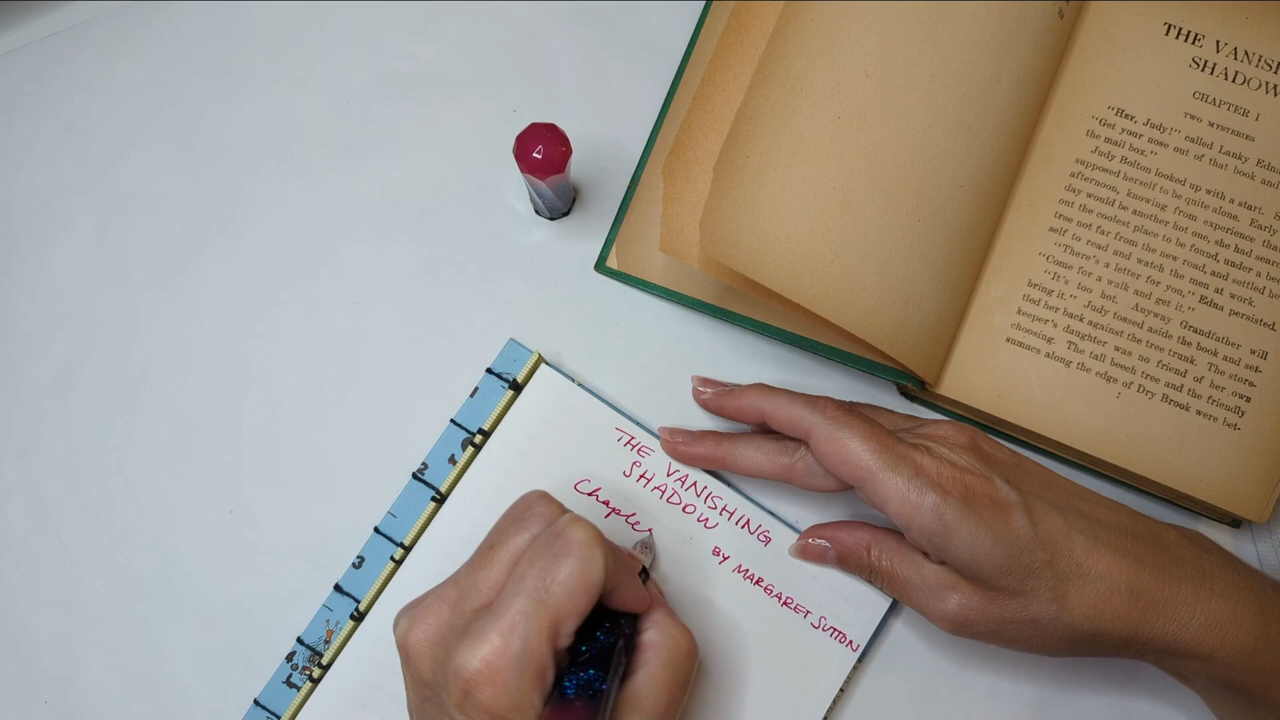 THE VANISHING
SHADOW
BY MARGARET SUTTON
Chapter
2
3
4
THE
SHADOW
CHAPTER I
TWO MYSTERIES
"Hey, Judy!" called Lanky Edna
"Get your nose out of that book and
the mail box."
Judy Bolton looked up with a start.
supposed herself to be quite alone. Early
afternoon, knowing from experience that
day would be another hot one, she had
out the coolest place to be found, under a
tree not far from the new road, and settled
self to read and watch the men at work.
"There's a letter for you," Edna persisted.
"Come for a walk and get it."
"It's too hot. Anyway Grandfather will
bring it." Judy tossed aside the book and set-
tled her back against the tree trunk. The store-
keeper's daughter was no friend of her own
choosing. The tall beech tree and the friendly
sumacs along the edge of Dry Brook were bet-